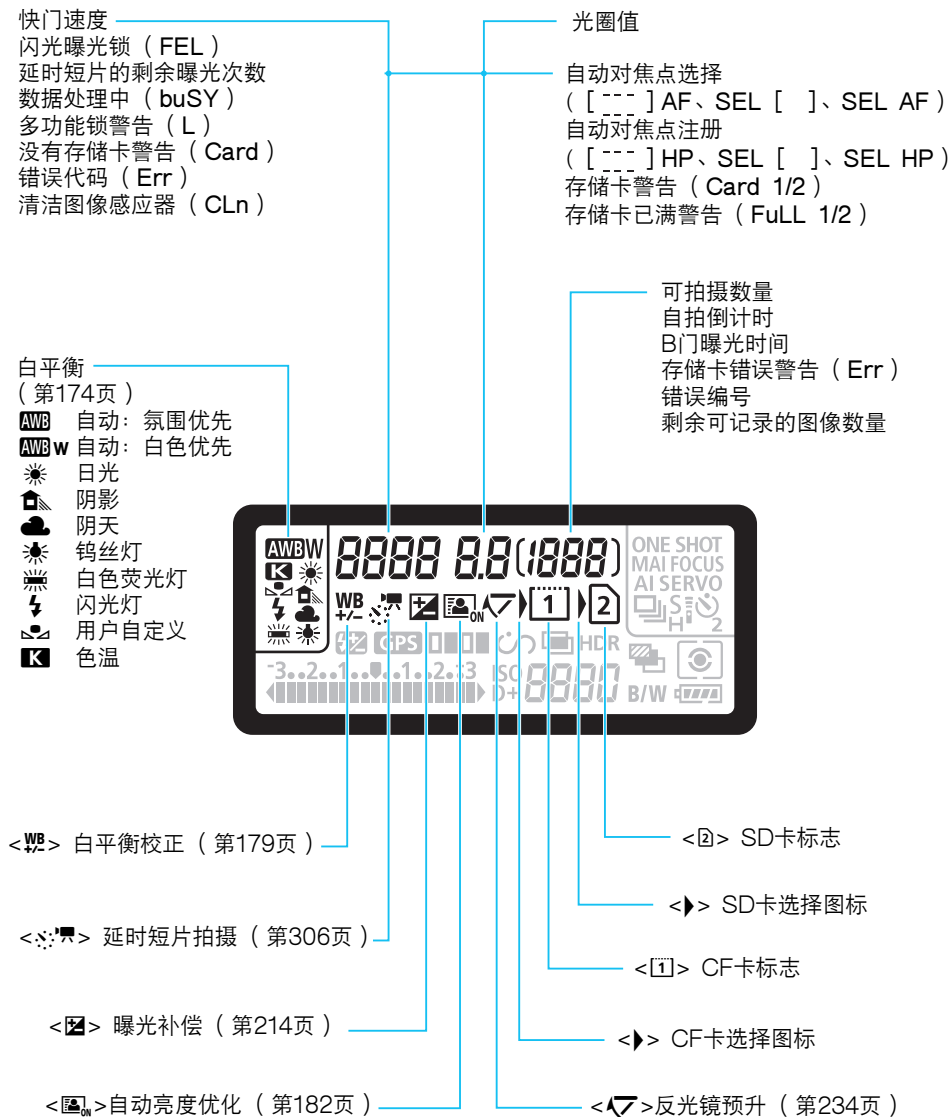 快门速度
闪光曝光锁（FEL）
延时短片的剩余曝光次数
数据处理中（buSY）
多功能锁警告（L）
没有存储卡警告（Card）
错误代码（Err）
清洁图像感应器（CLn）
光圈值
自动对焦点选择
（[ --- ] AF、SEL [ ]、SEL AF）
自动对焦点注册
（[ --- ] HP、SEL [ ]、SEL HP）
存储卡警告（Card 1/2）
存储卡已满警告（FuLL 1/2）
可拍摄数量
自拍倒计时
B门曝光时间
存储卡错误警告（Err）
错误编号
剩余可记录的图像数量
白平衡
（第174页）
AWB 自动：氛围优先
AWB w 自动：白色优先
日光
阴影
阴天
钨丝灯
白色荧光灯
闪光灯
用户自定义
K 色温
AWB W 8888 8.8 (1888) ONE SHOT
K MAI FOCUS
AI SERVO
WB +/- ON 1 2 S H 2
GPS HDR
-3..2..1..0..1..2.:3 ISO
D+ 8888 B/W
<WB +/-> 白平衡校正（第179页）
<2> SD卡标志
<> SD卡选择图标
<> 延时短片拍摄（第306页）
<1> CF卡标志
<> 曝光补偿（第214页）
<> CF卡选择图标
<ON>自动亮度优化（第182页）
<>反光镜预升（第234页）